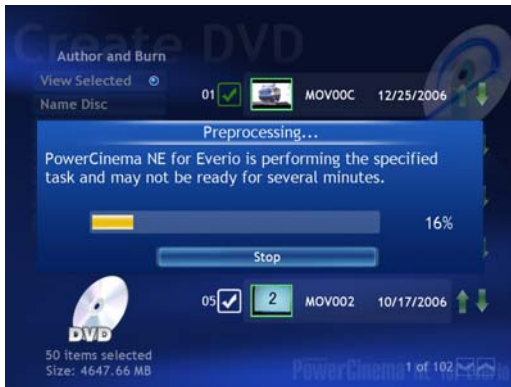 Create DVD
Author and Burn
View Selected
Name Disc
01 MOV00C 12/25/2006
Preprocessing...
PowerCinema NE for Everio is performing the specified
task and may not be ready for several minutes.
16%
Stop
05 2 MOV002 10/17/2006
DVD
50 items selected
Size: 4647.66 MB
1 of 102
PowerCinema NE for Everio